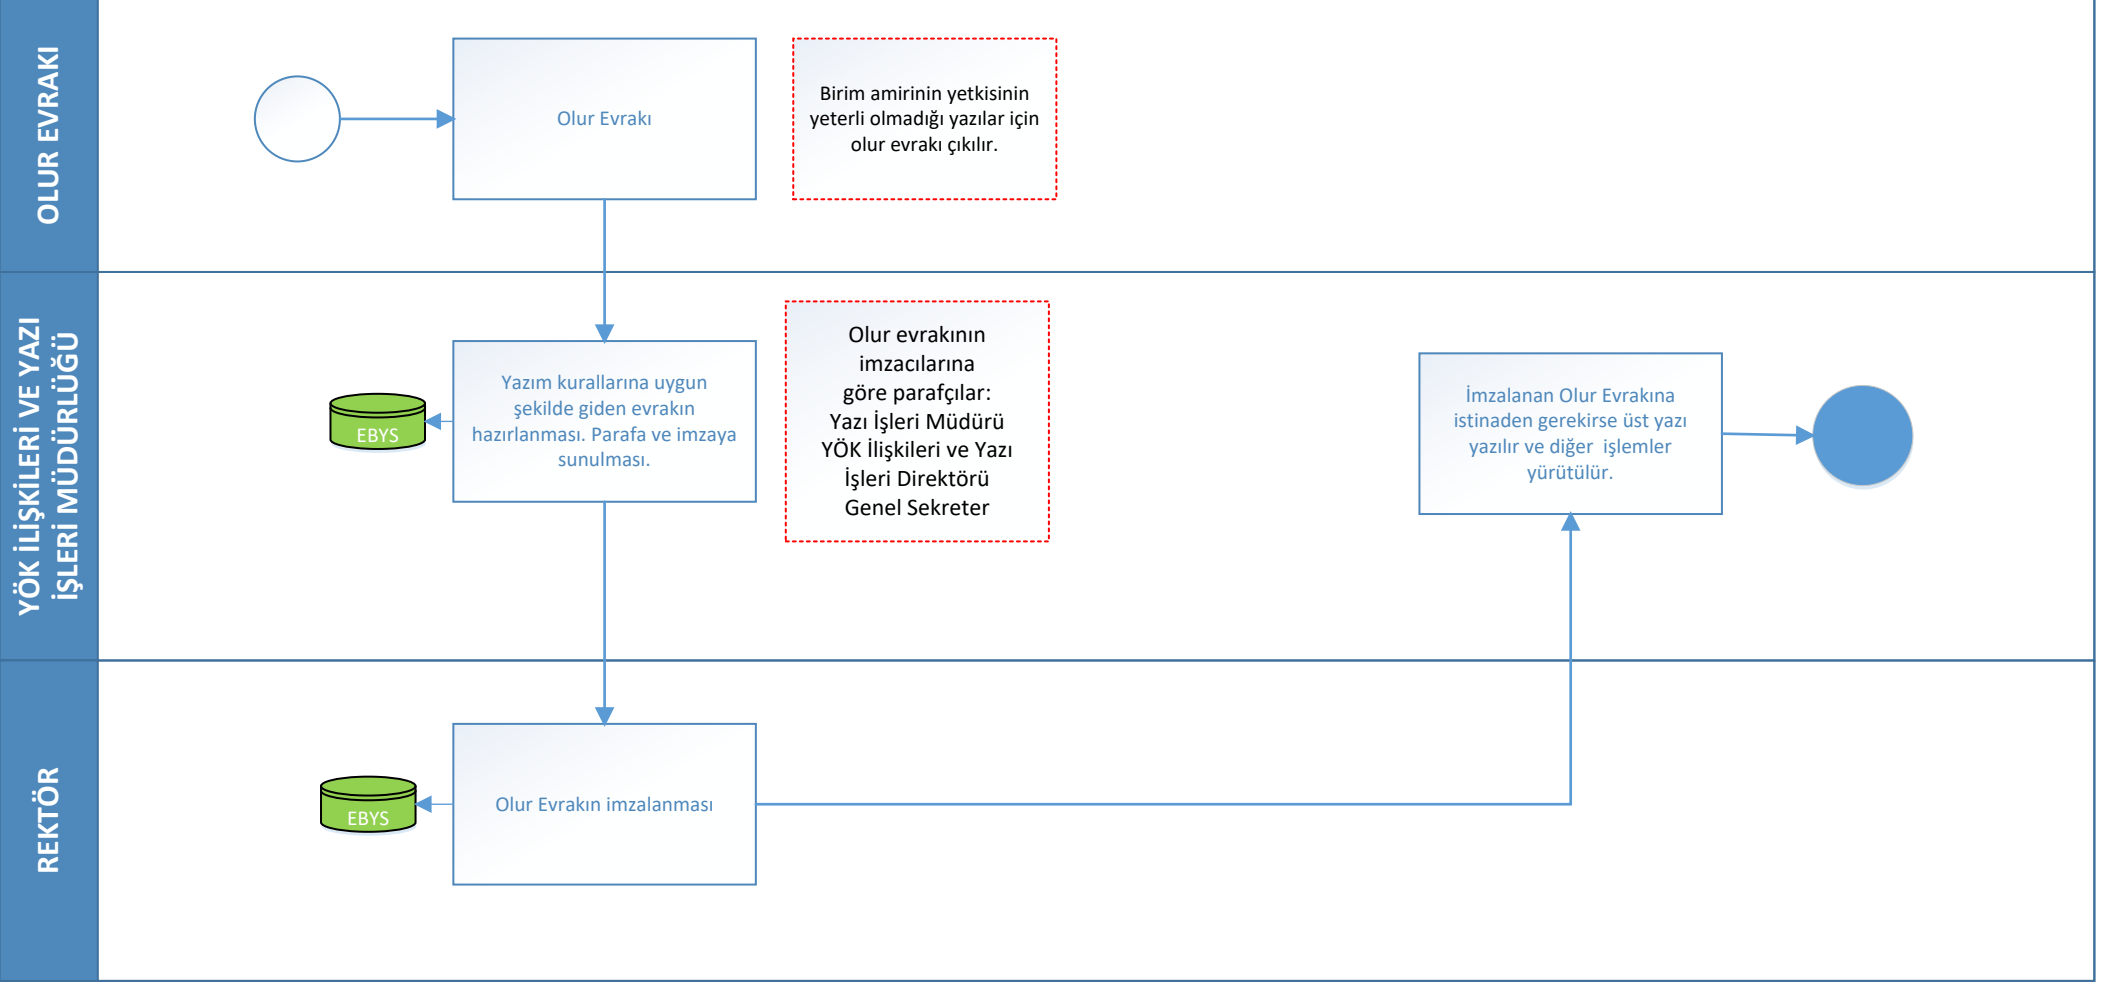 OLUR EVRAKI
Olur Evrakı
Birim amirinin yetkisinin
yeterli olmadığı yazılar için
olur evrakı çıkılır.
YÖK İLİŞKİLERİ VE YAZI
İŞLERİ MÜDÜRLÜĞÜ
EBYS
Yazım kurallarına uygun
şekilde giden evrakın
hazırlanması. Parafa ve imzaya
sunulması.
Olur evrakının
imzacılarına
göre parafçılar:
Yazı İşleri Müdürü
YÖK İlişkileri ve Yazı
İşleri Direktörü
Genel Sekreter
İmzalanan Olur Evrakına
istinaden gerekirse üst yazı
yazılır ve diğer  işlemler
yürütülür.
REKTÖR
EBYS
Olur Evrakın imzalanması